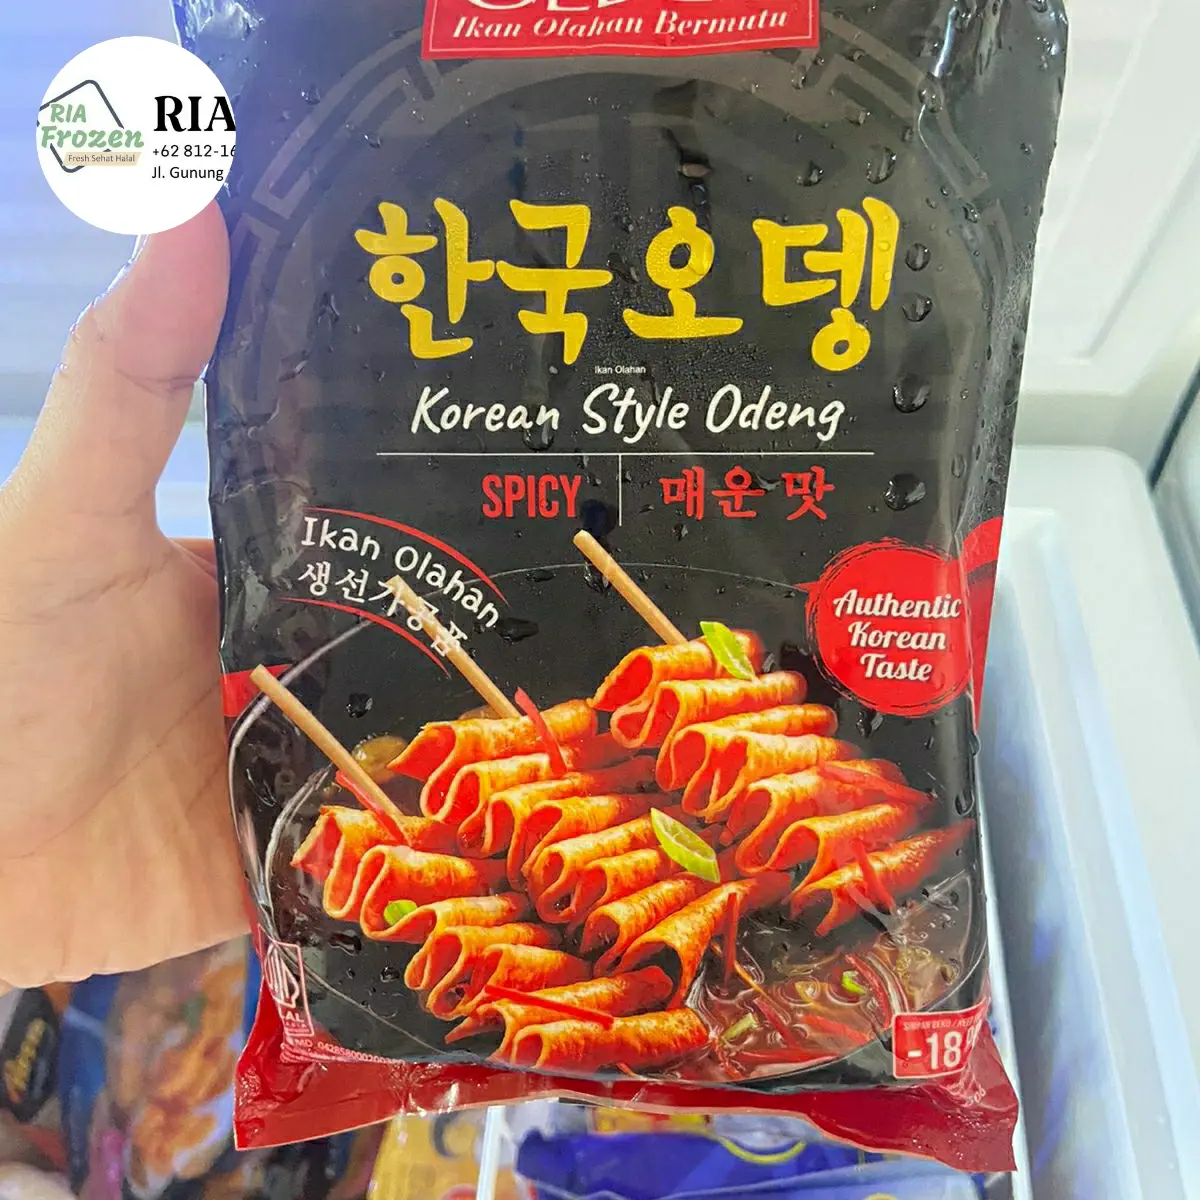 Ikan Olahan Bermutu
RIA
Frozen
Fresh Sehat Halal
RIA
+62 812-16
Jl. Gunung
한국오뎅
Ikan Olahan
Korean Style Odeng
SPICY
매운맛
Ikan Olahan
생선가공품
Authentic
Korean
Taste
-18